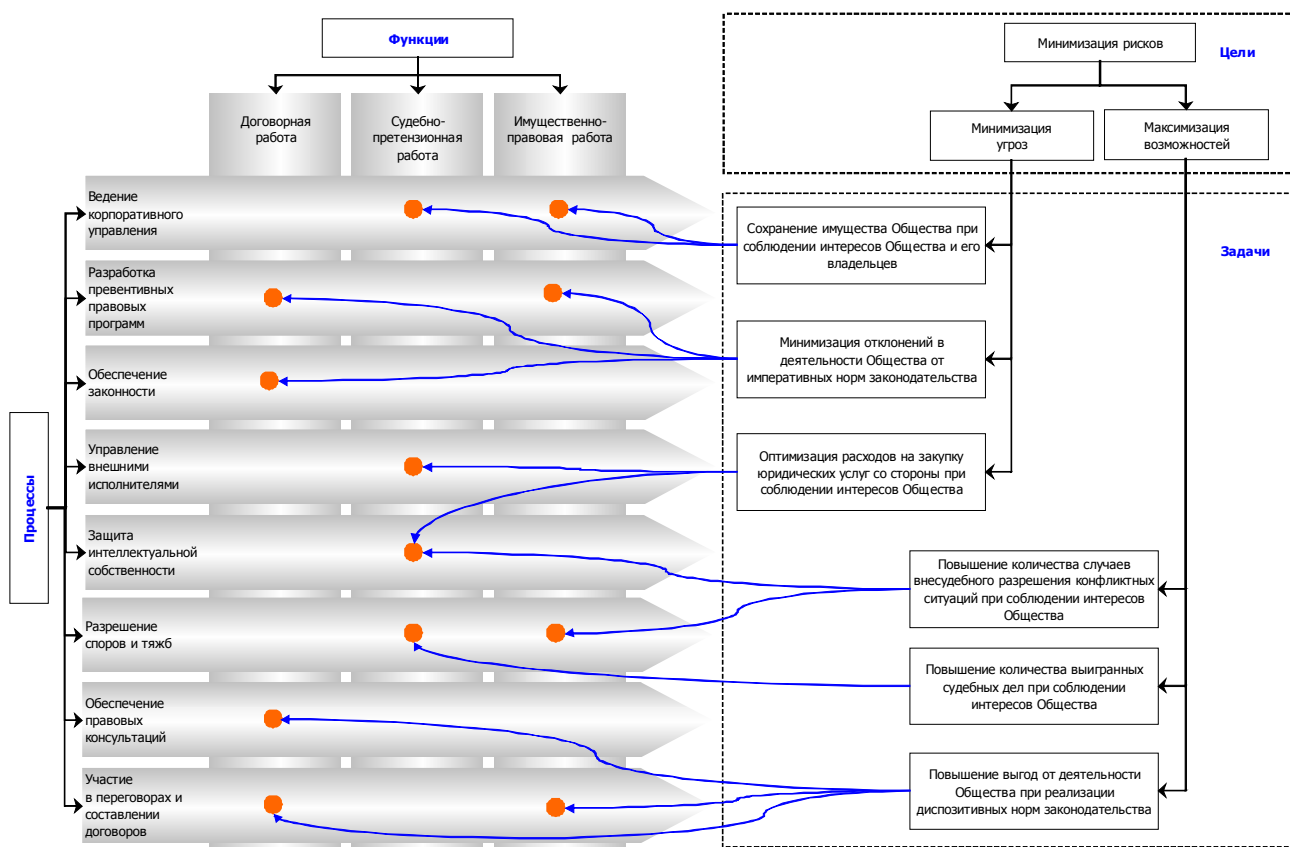 Функции
Минимизация рисков
Цели
Договорная
работа
Судебно-
претензионная
работа
Имущественно-
правовая работа
Минимизация
угроз
Максимизация
возможностей
Ведение
корпоративного
управления
Сохранение имущества Общества при
соблюдении интересов Общества и его
владельцев
Задачи
Разработка
превентивных
правовых
программ
Минимизация отклонений в
деятельности Общества от
императивных норм законодательства
Обеспечение
законности
Процессы
Управление
внешними
исполнителями
Оптимизация расходов на закупку
юридических услуг со стороны при
соблюдении интересов Общества
Защита
интеллектуальной
собственности
Повышение количества случаев
внесудебного разрешения конфликтных
ситуаций при соблюдении интересов
Общества
Разрешение
споров и тяжб
Повышение количества выигранных
судебных дел при соблюдении
интересов Общества
Обеспечение
правовых
консультаций
Участие
в переговорах и
составлении
договоров
Повышение выгод от деятельности
Общества при реализации
диспозитивных норм законодательства